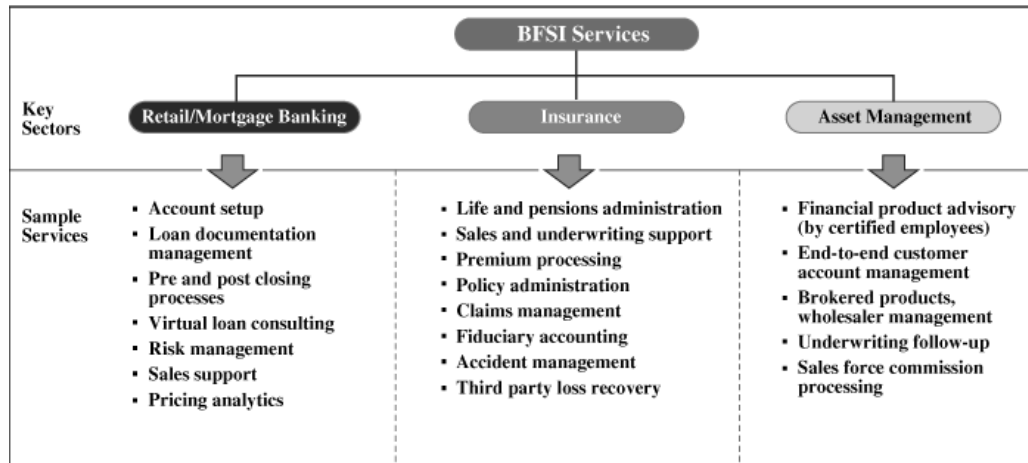 BFSI Services
Key
Sectors
Retail/Mortgage Banking
Insurance
Asset Management
Sample
Services
▪ Account setup
▪ Loan documentation
management
▪ Pre and post closing
processes
▪ Virtual loan consulting
▪ Risk management
▪ Sales support
▪ Pricing analytics
▪ Life and pensions administration
▪ Sales and underwriting support
▪ Premium processing
▪ Policy administration
▪ Claims management
▪ Fiduciary accounting
▪ Accident management
▪ Third party loss recovery
▪ Financial product advisory
(by certified employees)
▪ End-to-end customer
account management
▪ Brokered products,
wholesaler management
▪ Underwriting follow-up
▪ Sales force commission
processing